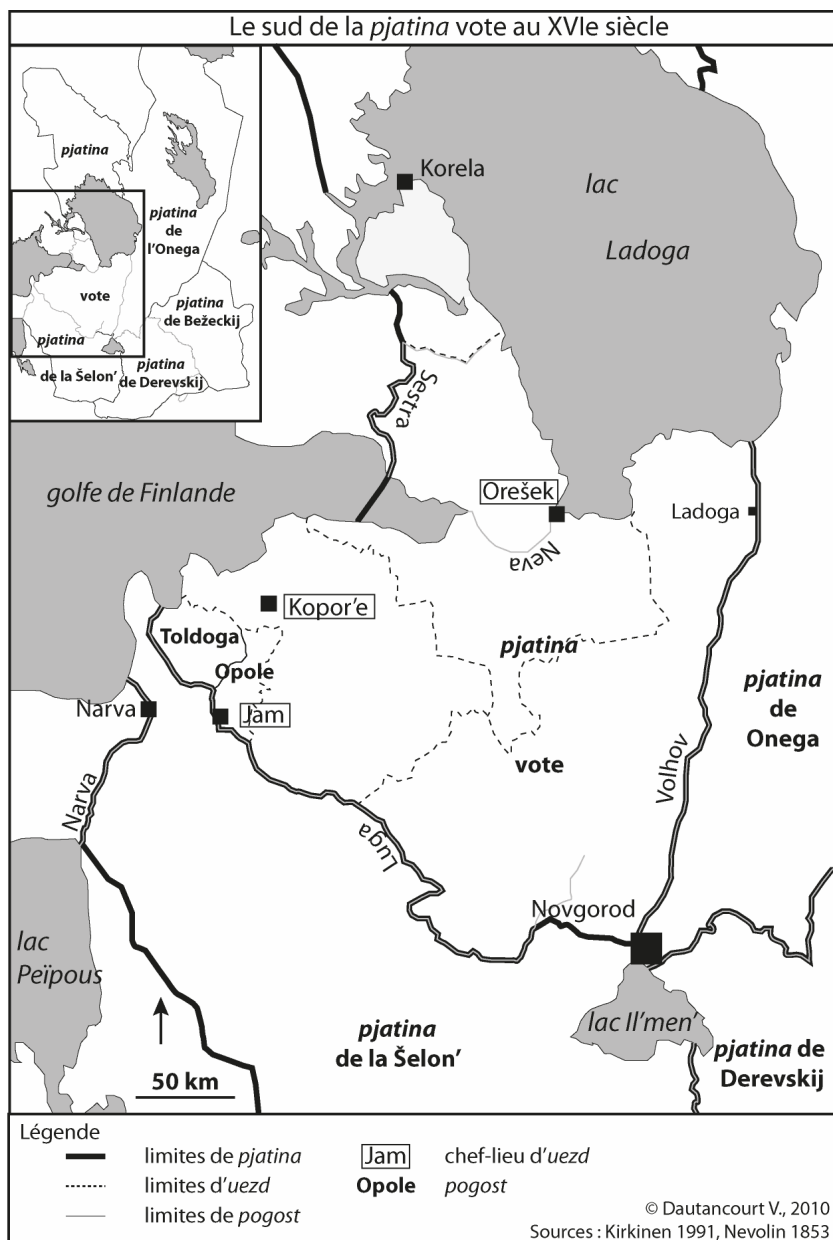 Le sud de la pjatina vote au XVIe siècle
pjatina
pjatina
de
l'Onega
vote
pjatina
de Bežeckij
pjatina
de la Šelon'
pjatina
de Derevskij
Korela
lac
Ladoga
Sestra
golfe de Finlande
Orešek
Ladoga
Neva
Kopor'e
Toldoga
pjatina
Opole
pjatina
de
Onega
Narva
Jam
Volhov
vote
Narva
Luga
Novgorod
lac
Peïpous
lac Il'men'
pjatina
de la Šelon'
pjatina de
Derevskij
50 km
Légende
limites de pjatina
Jam
chef-lieu d'uezd
limites d'uezd
Opole
pogost
limites de pogost
© Dautancourt V., 2010
Sources : Kirkinen 1991, Nevolin 1853